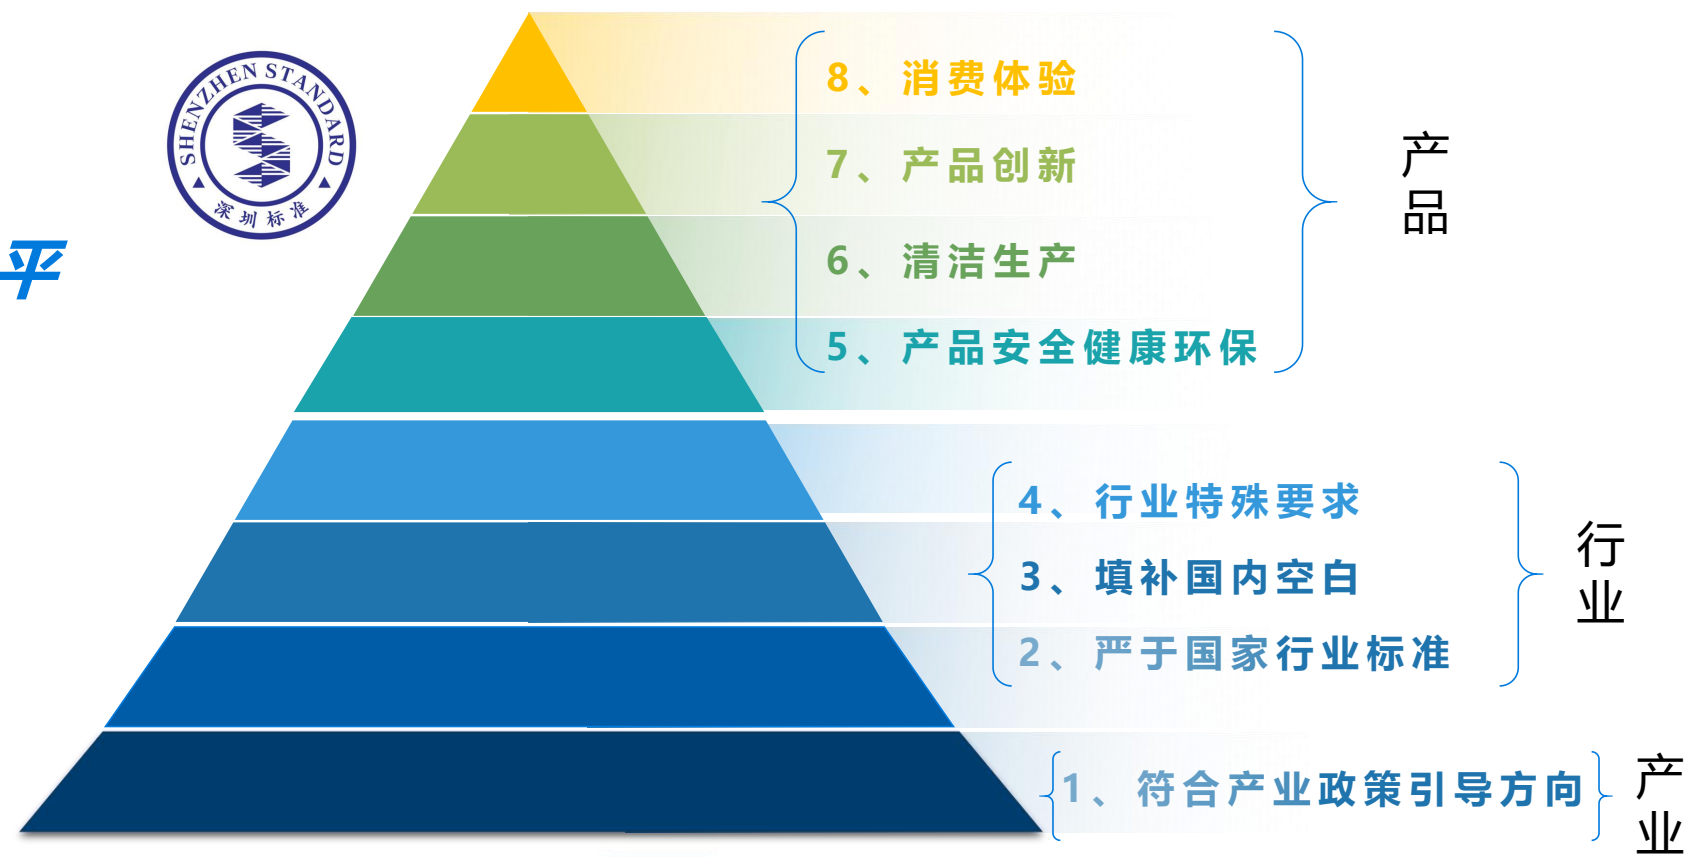 SHENZHEN STANDARD
深圳标准
平
8、消费体验
7、产品创新
6、清洁生产
5、产品安全健康环保
产品
4、行业特殊要求
3、填补国内空白
2、严于国家行业标准
行业
1、符合产业政策引导方向
产业